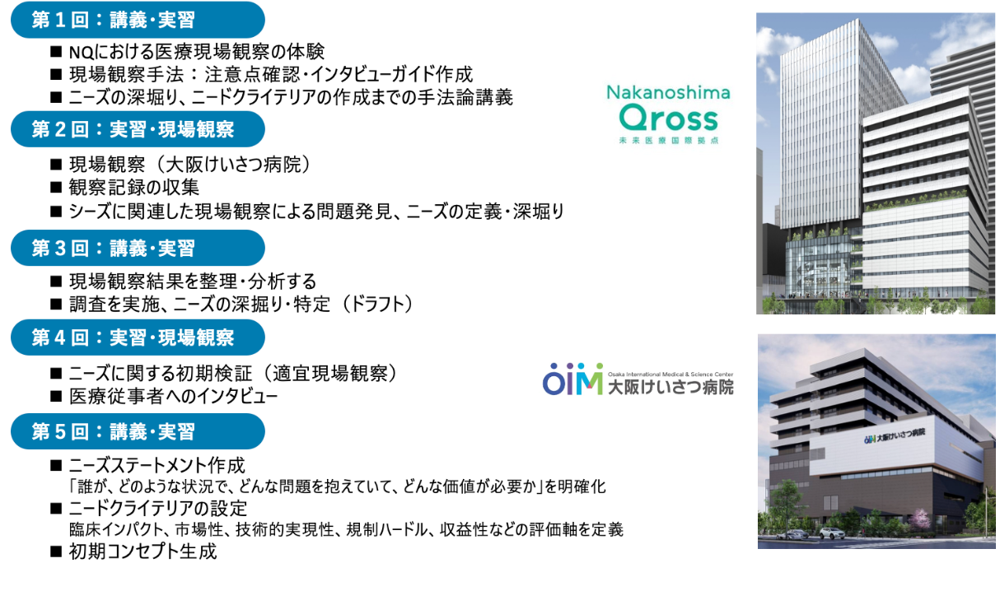 第1回：講義・実習
■ NQにおける医療現場観察の体験
■ 現場観察手法：注意点確認・インタビューガイド作成
■ ニーズの深堀り、ニードクライテリアの作成までの手法論講義
第2回：実習・現場観察
■ 現場観察（大阪けいさつ病院）
■ 観察記録の収集
■ シーズに関連した現場観察による問題発見、ニーズの定義・深堀り
第3回：講義・実習
■ 現場観察結果を整理・分析する
■ 調査を実施、ニーズの深掘り・特定（ドラフト）
第4回：実習・現場観察
■ ニーズに関する初期検証（適宜現場観察）
■ 医療従事者へのインタビュー
第5回：講義・実習
■ ニーズステートメント作成
「誰が、どのような状況で、どんな問題を抱えていて、どんな価値が必要か」を明確化
■ ニードクライテリアの設定
臨床インパクト、市場性、技術的実現性、規制ハードル、収益性などの評価軸を定義
■ 初期コンセプト生成
Nakanoshima
Qross
未来医療国際拠点
OIM
Osaka International Medical & Science Center
大阪けいさつ病院
OIM 大阪けいさつ病院